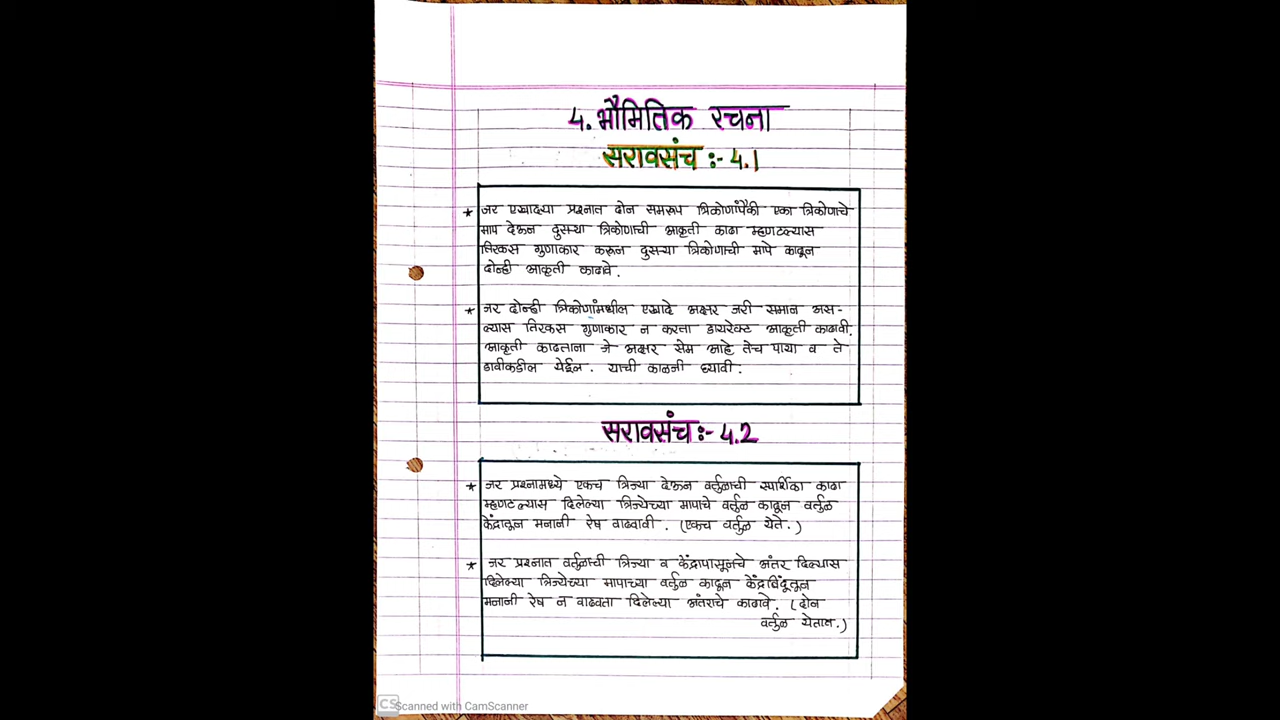 4. भौमितिक रचना
सरावसंच :- 4.1
* जर एखाद्या प्रश्नात दोन समरूप त्रिकोणांपैकी एका त्रिकोणाचे
माप देऊन दुसऱ्या त्रिकोणाची आकृती काढा म्हणटल्यास
तिरकस गुणाकार करून दुसऱ्या त्रिकोणाची मापे काढून
दोन्ही आकृती काढावे.
* जर दोन्ही त्रिकोणांमधील एखादे अक्षर जरी समान अस-
ल्यास तिरकस गुणाकार न करता डायरेक्ट आकृती काढावी.
आकृती काढताना जे अक्षर सेम आहे तेच पाया व ते
डावीकडील येईल. याची काळजी घ्यावी.
सरावसंच :- 4.2
* जर प्रश्नामध्ये एकच त्रिज्या देऊन वर्तुळाची स्पर्शिका काढा
म्हणटल्यास दिलेल्या त्रिज्येच्या मापाचे वर्तुळ काढून वर्तुळ
केंद्रातून मनानी रेष वाढवावी. (एकच वर्तुळ येते.)
* जर प्रश्नात वर्तुळाची त्रिज्या व केंद्रापासूनचे अंतर दिल्यास
दिलेल्या त्रिज्येच्या मापाच्या वर्तुळ काढून केंद्रबिंदूतून
मनानी रेष न वाढवता दिलेल्या अंतराचे काढावे. (दोन
वर्तुळ येतात.)
CS Scanned with CamScanner